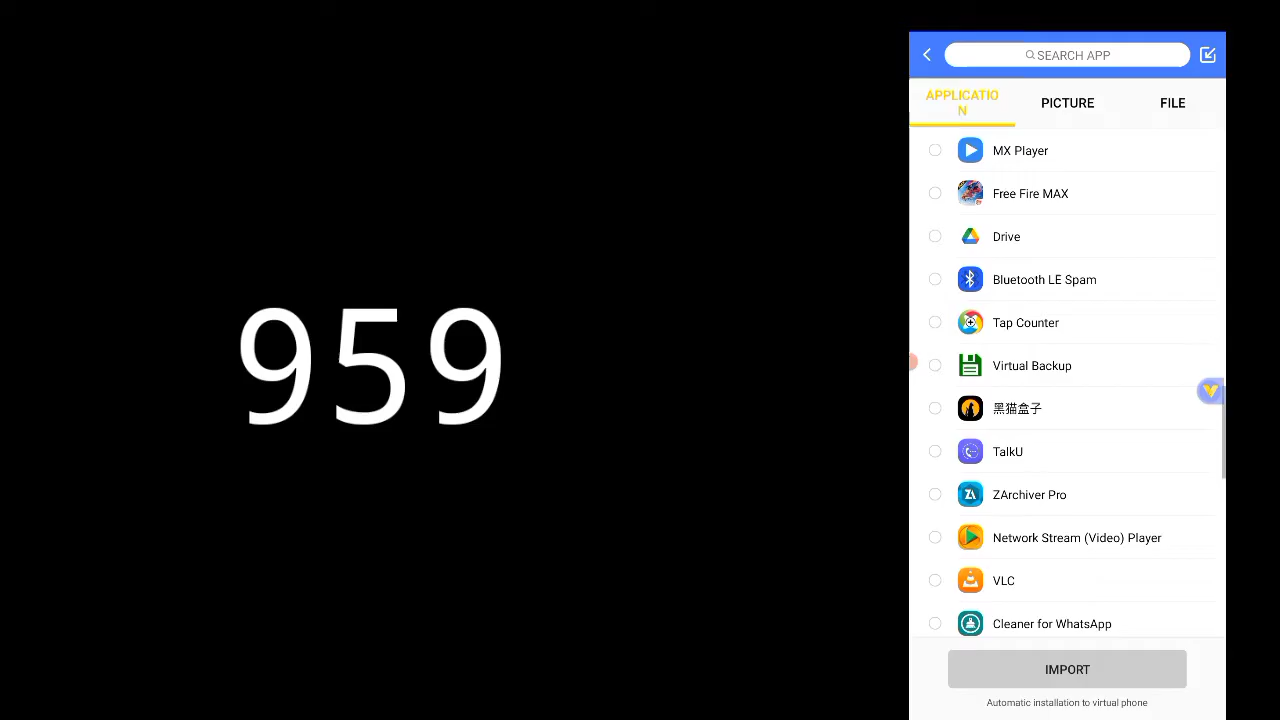 959
SEARCH APP
APPLICATIO
N
PICTURE
FILE
MX Player
Free Fire MAX
Drive
Bluetooth LE Spam
Tap Counter
Virtual Backup
黑猫盒子
TalkU
ZArchiver Pro
Network Stream (Video) Player
VLC
Cleaner for WhatsApp
IMPORT
Automatic installation to virtual phone